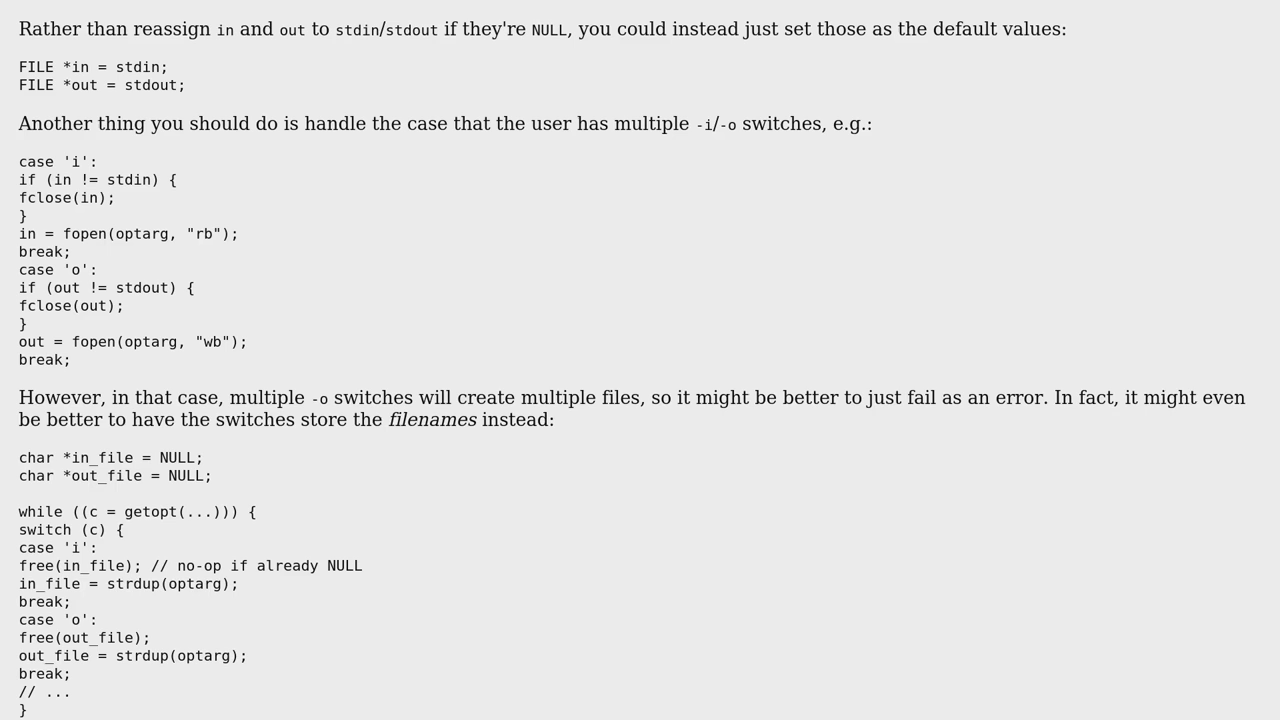 Rather than reassign in and out to stdin/stdout if they're NULL, you could instead just set those as the default values:
FILE *in = stdin;
FILE *out = stdout;
Another thing you should do is handle the case that the user has multiple -i/-o switches, e.g.:
case 'i':
if (in != stdin) {
fclose(in);
}
in = fopen(optarg, "rb");
break;
case 'o':
if (out != stdout) {
fclose(out);
}
out = fopen(optarg, "wb");
break;
However, in that case, multiple -o switches will create multiple files, so it might be better to just fail as an error. In fact, it might even
be better to have the switches store the filenames instead:
char *in_file = NULL;
char *out_file = NULL;
while ((c = getopt(...))) {
switch (c) {
case 'i':
free(in_file); // no-op if already NULL
in_file = strdup(optarg);
break;
case 'o':
free(out_file);
out_file = strdup(optarg);
break;
// ...
}